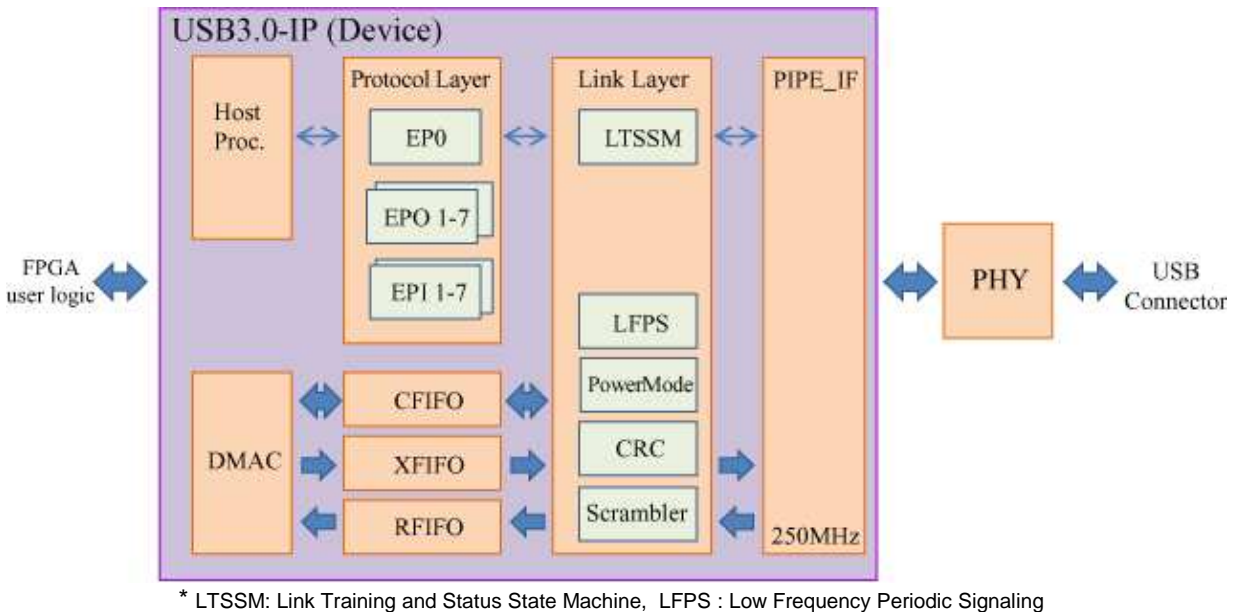 USB3.0-IP (Device)
Host
Proc.
Protocol Layer
EP0
EPO 1-7
EPI 1-7
Link Layer
LTSSM
LFPS
PowerMode
CRC
Scrambler
PIPE_IF
250MHz
DMAC
CFIFO
XFIFO
RFIFO
FPGA
user logic
PHY
USB
Connector
* LTSSM: Link Training and Status State Machine, LFPS : Low Frequency Periodic Signaling